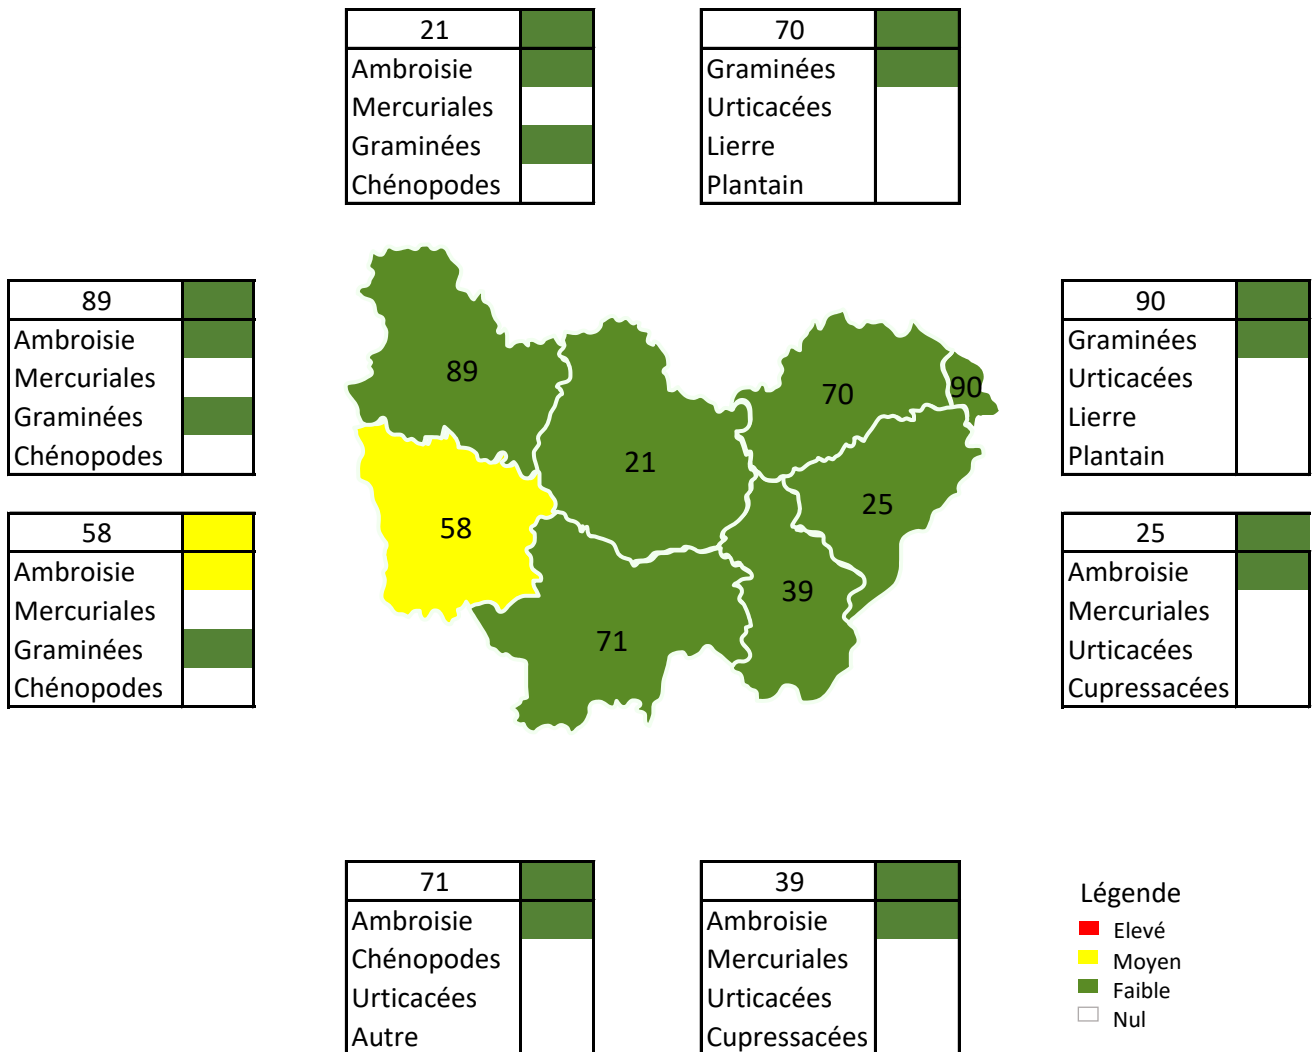 21
Ambroisie
Mercuriales
Graminées
Chénopodes
70
Graminées
Urticacées
Lierre
Plantain
89
Ambroisie
Mercuriales
Graminées
Chénopodes
58
Ambroisie
Mercuriales
Graminées
Chénopodes
89
21
70
90
58
25
39
71
90
Graminées
Urticacées
Lierre
Plantain
25
Ambroisie
Mercuriales
Urticacées
Cupressacées
71
Ambroisie
Chénopodes
Urticacées
Autre
39
Ambroisie
Mercuriales
Urticacées
Cupressacées
Légende
Elevé
Moyen
Faible
Nul